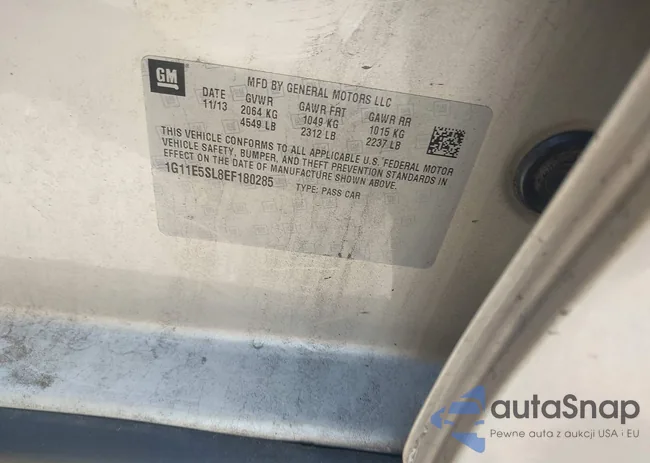 GM
MFD BY GENERAL MOTORS LLC
DATE GVWR GAWR FRT GAWR RR
11/13 2064 KG 1049 KG 1015 KG
4549 LB 2312 LB 2237 LB
THIS VEHICLE CONFORMS TO ALL APPLICABLE U.S. FEDERAL MOTOR
VEHICLE SAFETY, BUMPER, AND THEFT PREVENTION STANDARDS IN
EFFECT ON THE DATE OF MANUFACTURE SHOWN ABOVE.
1G11E5SL8EF180285 TYPE: PASS CAR
autaSnap
Pewne auta z aukcji USA · EU